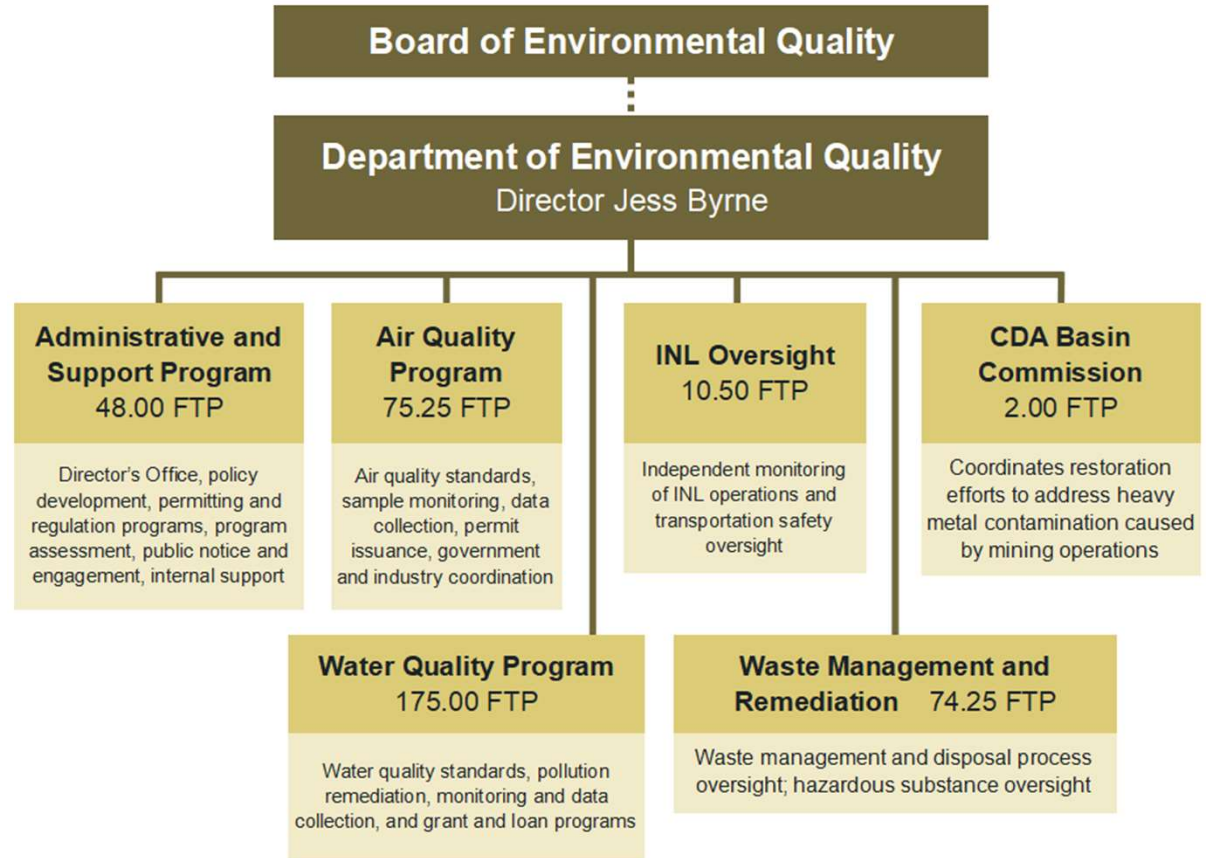 Board of Environmental Quality
Department of Environmental Quality
Director Jess Byrne
Administrative and
Support Program
48.00 FTP
Director's Office, policy
development, permitting and
regulation programs, program
assessment, public notice and
engagement, internal support
Air Quality
Program
75.25 FTP
Air quality standards,
sample monitoring, data
collection, permit
issuance, government
and industry coordination
INL Oversight
10.50 FTP
Independent monitoring
of INL operations and
transportation safety
oversight
CDA Basin
Commission
2.00 FTP
Coordinates restoration
efforts to address heavy
metal contamination caused
by mining operations
Water Quality Program
175.00 FTP
Water quality standards, pollution
remediation, monitoring and data
collection, and grant and loan programs
Waste Management and
Remediation 74.25 FTP
Waste management and disposal process
oversight; hazardous substance oversight